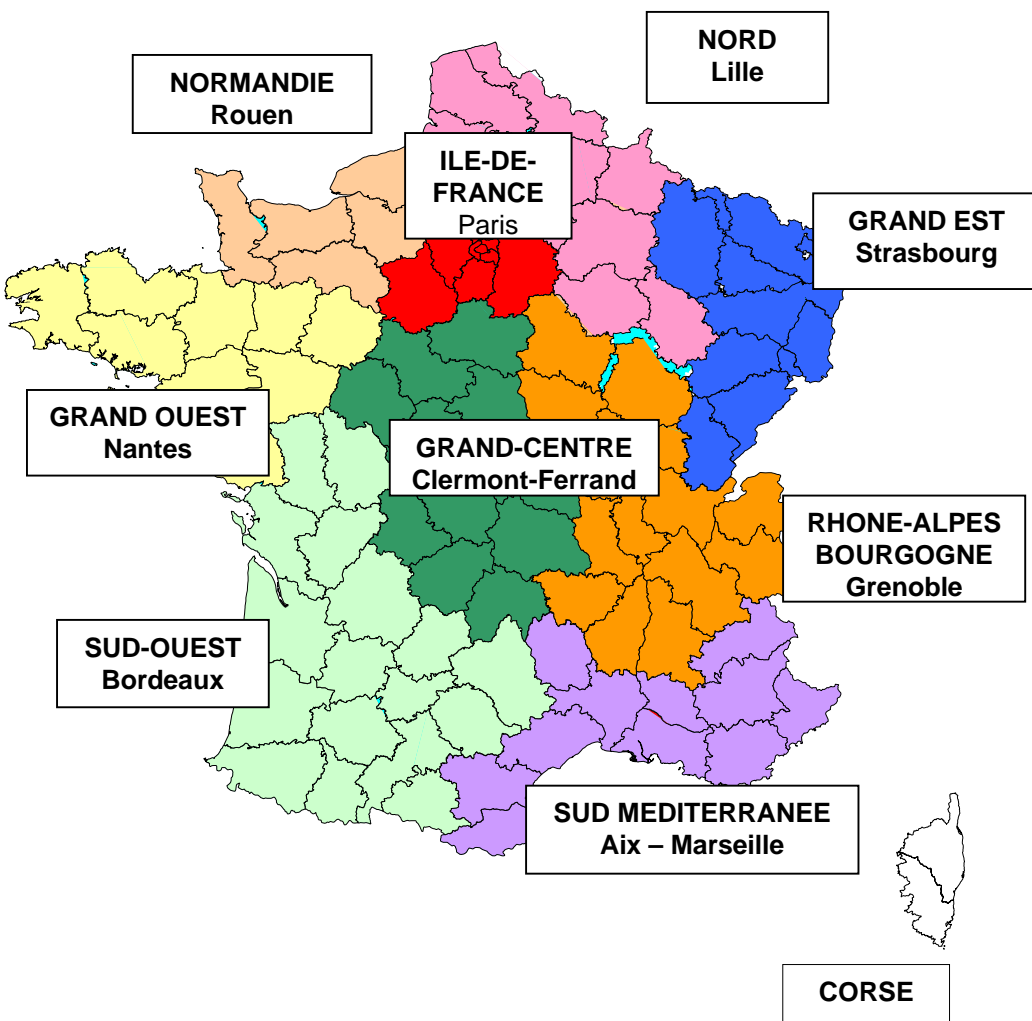 NORD
Lille
NORMANDIE
Rouen
ILE-DE-
FRANCE
Paris
GRAND EST
Strasbourg
GRAND OUEST
Nantes
GRAND-CENTRE
Clermont-Ferrand
RHONE-ALPES
BOURGOGNE
Grenoble
SUD-OUEST
Bordeaux
SUD MEDITERRANEE
Aix – Marseille
CORSE